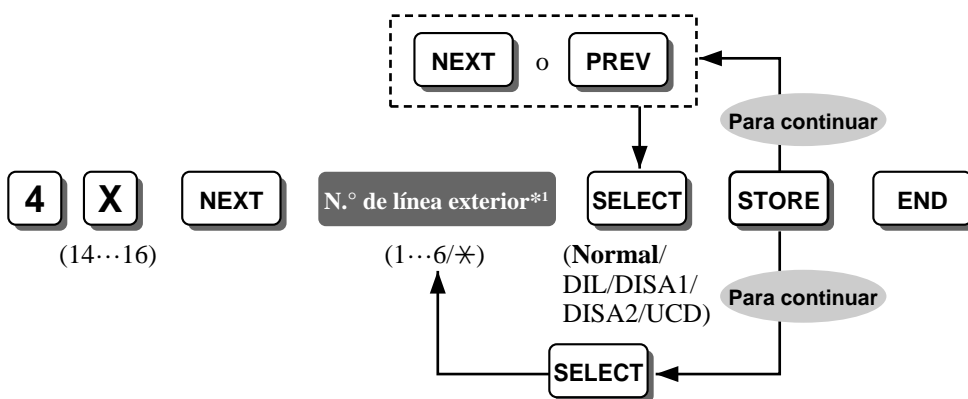 NEXT o PREV
Para continuar
4 X NEXT N.° de línea exterior*1 SELECT STORE END
(14···16) (1···6/✳) (Normal/
DIL/DISA1/
DISA2/UCD)
Para continuar
SELECT